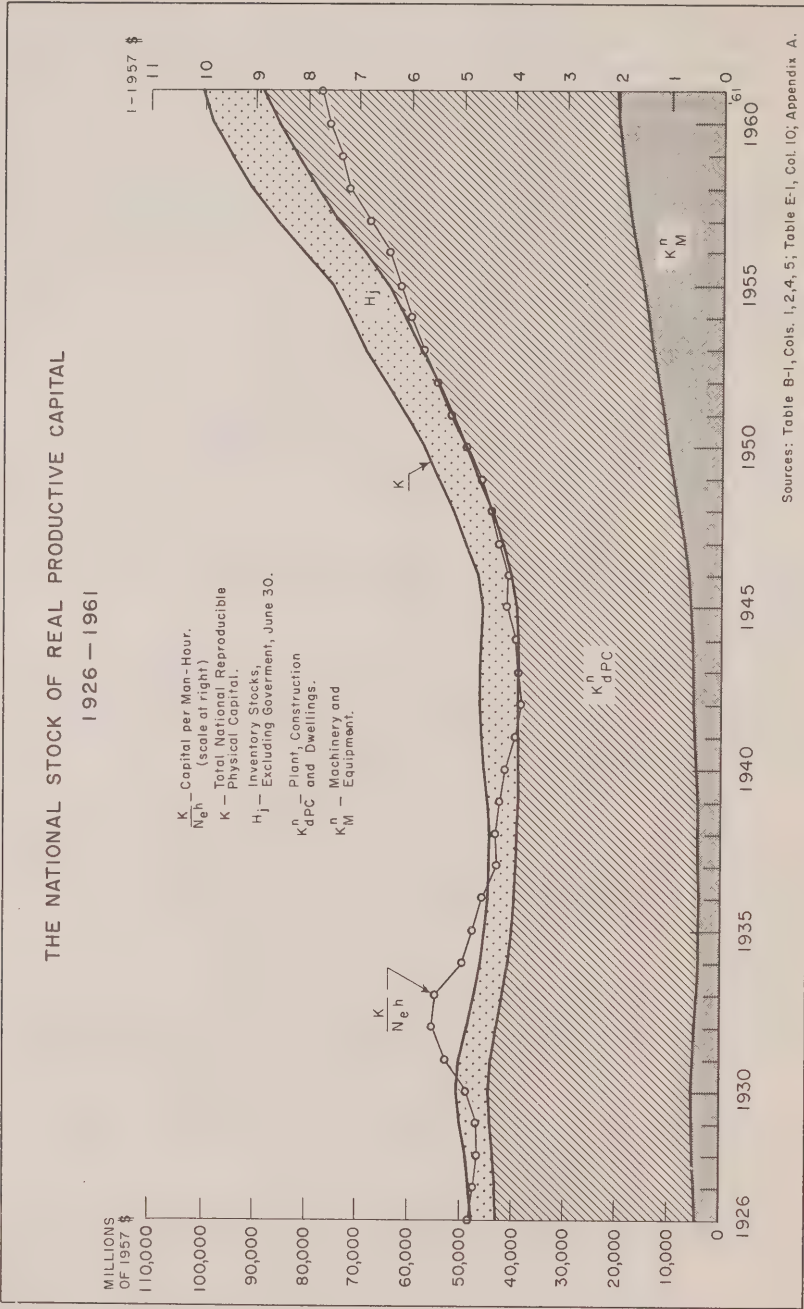 THE NATIONAL STOCK OF REAL PRODUCTIVE CAPITAL
1926–1961
MILLIONS
OF 1957 $
110,000
100,000
90,000
80,000
70,000
60,000
50,000
40,000
30,000
20,000
10,000
0
1-1957 $
11
10
9
8
7
6
5
4
3
2
1
0
K
Neh – Capital per Man-Hour.
(scale at right)
K – Total National Reproducible
Physical Capital.
Hj – Inventory Stocks,
Excluding Goverment, June 30.
K n dPC – Plant, Construction
and Dwellings.
K n M – Machinery and
Equipment.
K
Neh
K
Hj
K n dPC
K n M
1926
1930
1935
1940
1945
1950
1955
1960
'61
Sources: Table B-1, Cols. 1,2,4, 5; Table E-1, Col. 10; Appendix A.